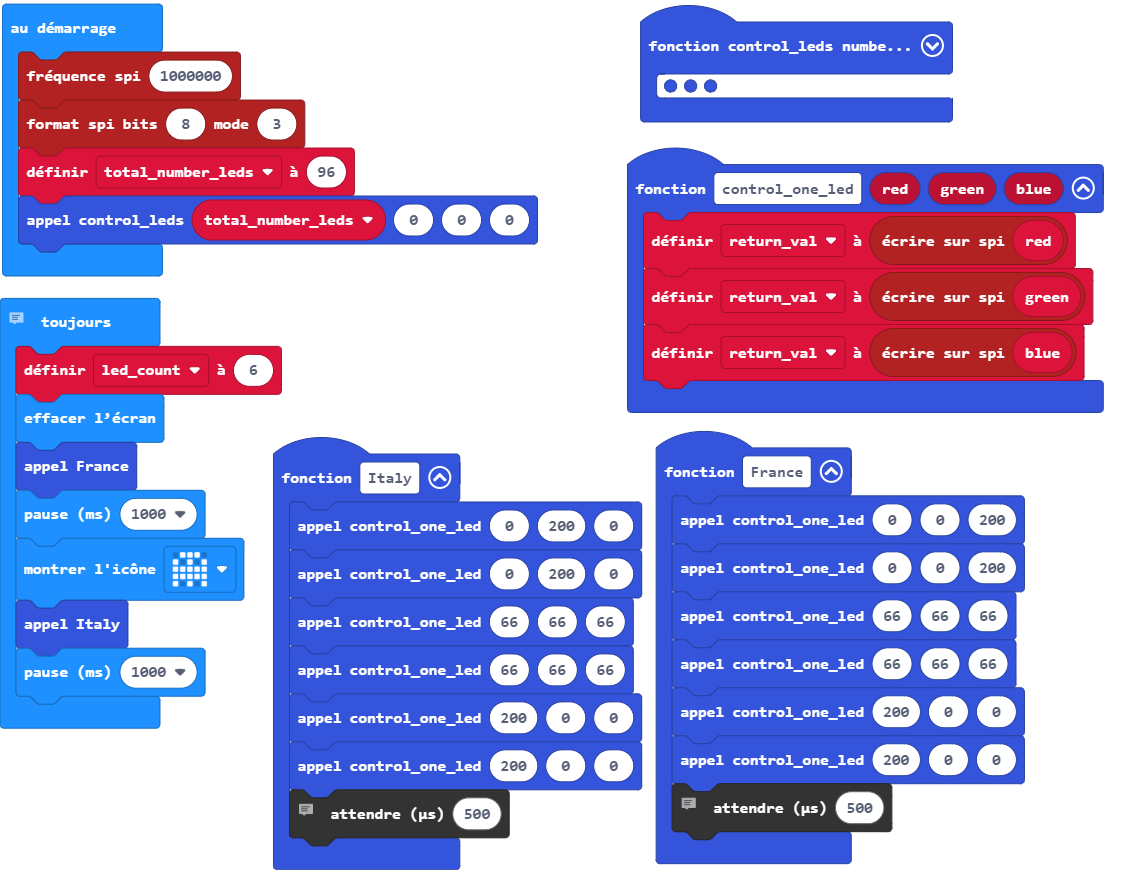 au démarrage
fréquence spi 1000000
format spi bits 8 mode 3
définir total_number_leds à 96
appel control_leds total_number_leds 0 0 0
toujours
définir led_count à 6
effacer l’écran
appel France
pause (ms) 1000
montrer l'icône
appel Italy
pause (ms) 1000
fonction control_leds numbe...
fonction control_one_led red green blue
définir return_val à écrire sur spi red
définir return_val à écrire sur spi green
définir return_val à écrire sur spi blue
fonction Italy
appel control_one_led 0 200 0
appel control_one_led 0 200 0
appel control_one_led 66 66 66
appel control_one_led 66 66 66
appel control_one_led 200 0 0
appel control_one_led 200 0 0
attendre (µs) 500
fonction France
appel control_one_led 0 0 200
appel control_one_led 0 0 200
appel control_one_led 66 66 66
appel control_one_led 66 66 66
appel control_one_led 200 0 0
appel control_one_led 200 0 0
attendre (µs) 500